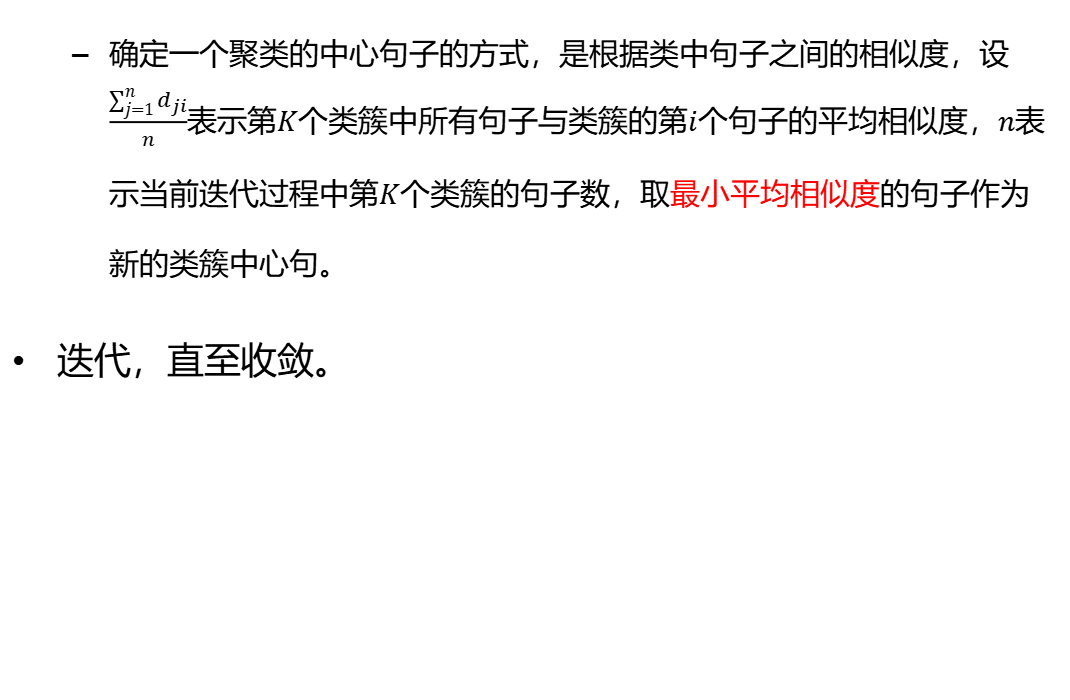 – 确定一个聚类的中心句子的方式，是根据类中句子之间的相似度，设
$\frac{\sum_{j=1}^{n} d_{ji}}{n}$表示第K个类簇中所有句子与类簇的第i个句子的平均相似度，n表
示当前迭代过程中第K个类簇的句子数，取最小平均相似度的句子作为
新的类簇中心句。
• 迭代，直至收敛。